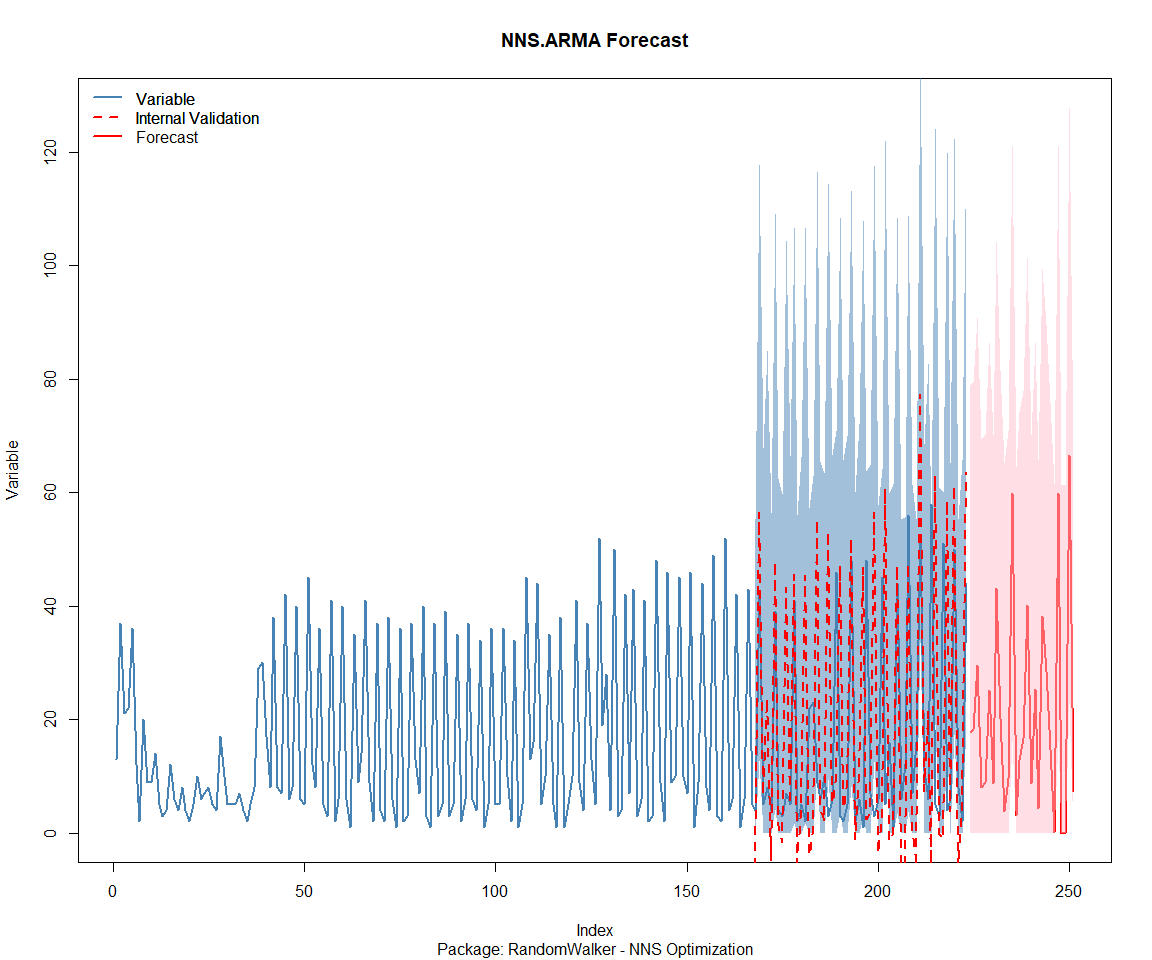 NNS.ARMA Forecast
Variable
Internal Validation
Forecast
Variable
0
20
40
60
80
100
120
0
50
100
150
200
250
Index
Package: RandomWalker - NNS Optimization